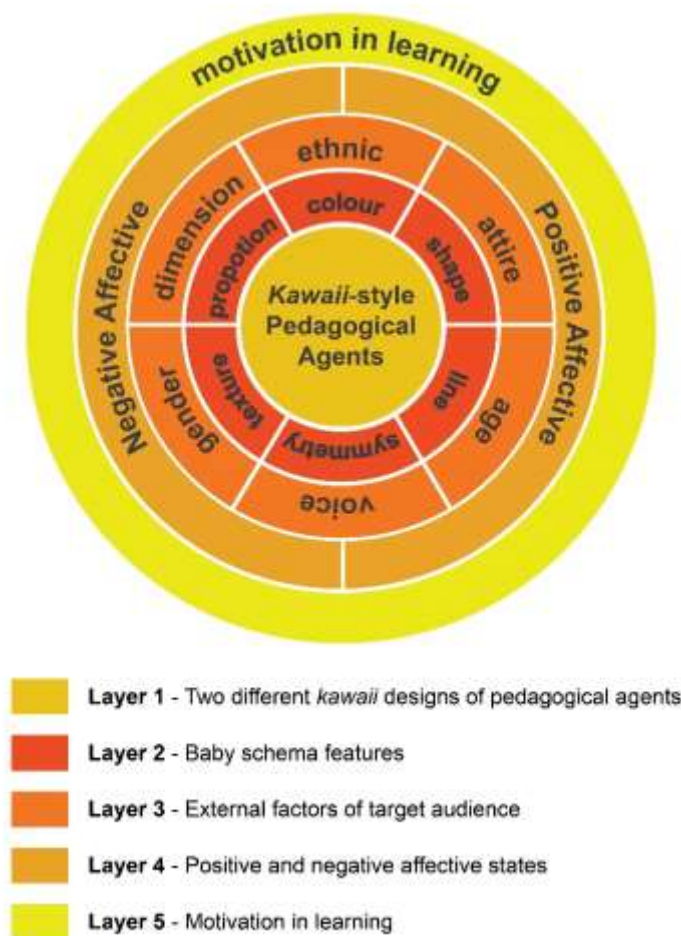 motivation in learning
Negative Affective
Positive Affective
ethnic
attire
age
voice
gender
dimension
colour
shape
line
symmetry
texture
propotion
Kawaii-style
Pedagogical
Agents
Layer 1 - Two different kawaii designs of pedagogical agents
Layer 2 - Baby schema features
Layer 3 - External factors of target audience
Layer 4 - Positive and negative affective states
Layer 5 - Motivation in learning